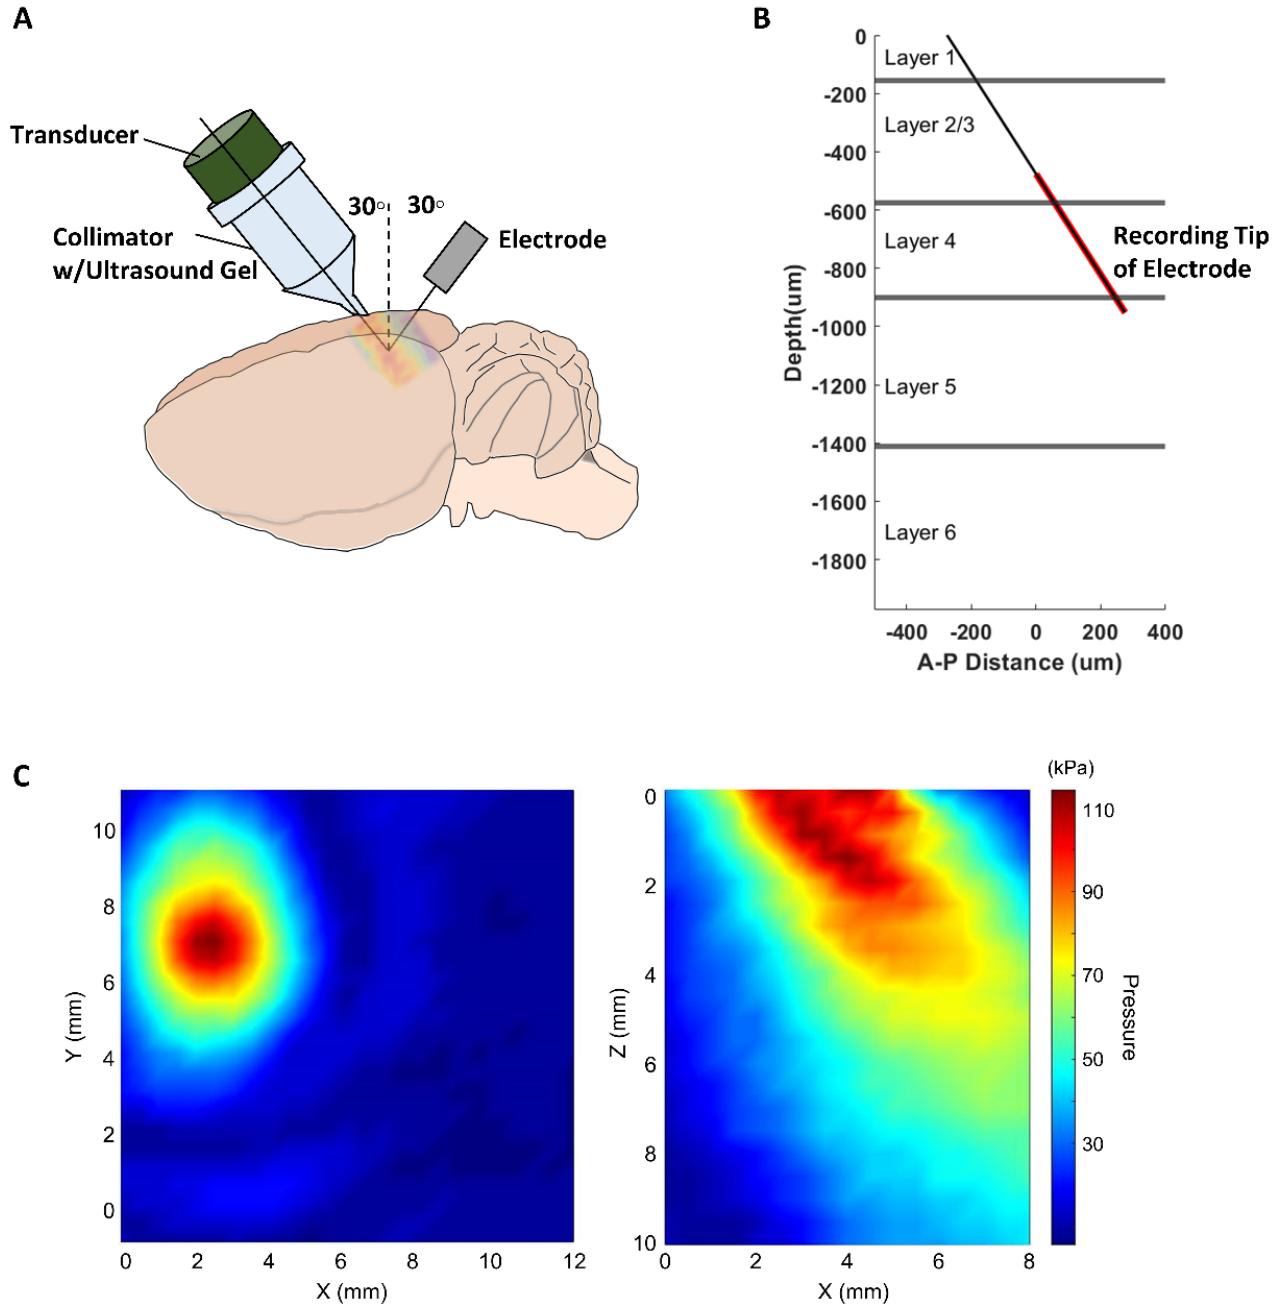 A
Transducer
Collimator
w/Ultrasound Gel
30° 30°
Electrode
B
0
-200
-400
-600
-800
-1000
-1200
-1400
-1600
-1800
Depth(um)
Layer 1
Layer 2/3
Layer 4
Layer 5
Layer 6
Recording Tip
of Electrode
-400 -200 0 200 400
A-P Distance (um)
C
10
8
6
4
2
0
Y (mm)
0 2 4 6 8 10 12
X (mm)
0
2
4
6
8
10
Z (mm)
0 2 4 6 8
X (mm)
(kPa)
110
90
70
50
30
Pressure